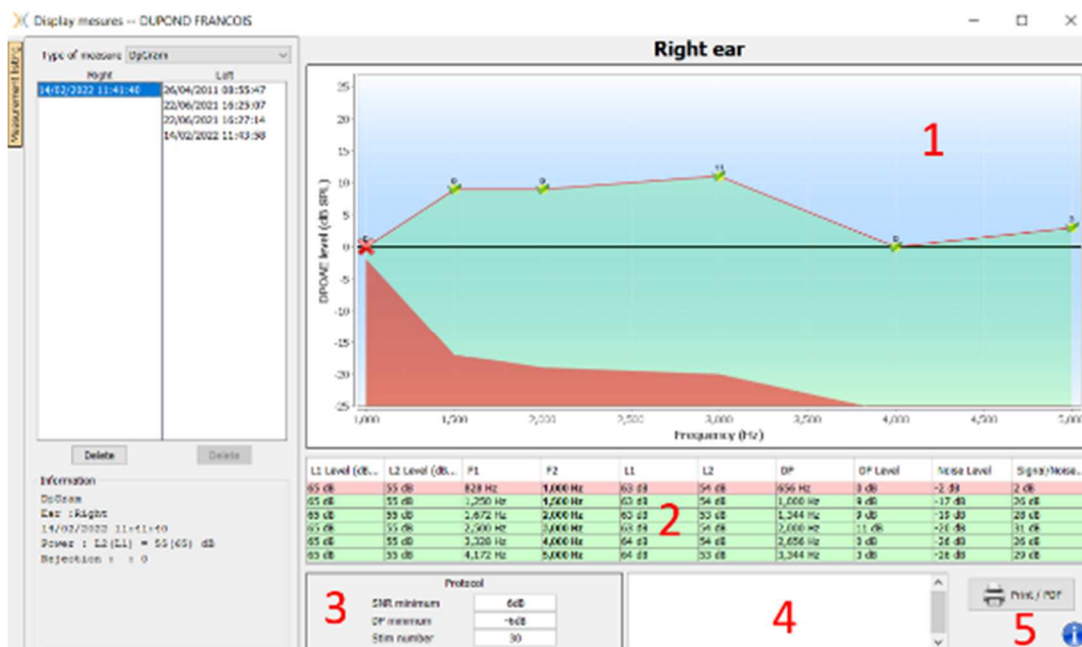 Display mesures -- DUPOND FRANCOIS
Measurement listing
Type of measure DpGram
Right Left
14/02/2022 11:41:40 26/04/2011 08:55:47
22/06/2021 16:25:07
22/06/2021 16:27:14
14/02/2022 11:43:58
Delete Delete
Information
DpGram
Ear :Right
14/02/2022 11:41:40
Power : L2(L1) = 55(65) dB
Rejection : : 0
Right ear
1
DPOAE level (dB SPL)
25
20
15
10
5
0
-5
-10
-15
-20
-25
0 9 9 11 0 3
1,000 1,500 2,000 2,500 3,000 3,500 4,000 4,500 5,000
Frequency (Hz)
L1 Level (dB... L2 Level (dB... F1 F2 L1 L2 DP DP Level Noise Level Signal/Noise...
65 dB 55 dB 828 Hz 1,000 Hz 63 dB 54 dB 656 Hz 0 dB -2 dB 2 dB
65 dB 55 dB 1,250 Hz 1,500 Hz 63 dB 54 dB 1,000 Hz 9 dB -17 dB 26 dB
65 dB 55 dB 1,672 Hz 2,000 Hz 63 dB 53 dB 1,344 Hz 9 dB -19 dB 28 dB
65 dB 55 dB 2,500 Hz 3,000 Hz 63 dB 54 dB 2,000 Hz 11 dB -20 dB 31 dB
65 dB 55 dB 3,328 Hz 4,000 Hz 64 dB 54 dB 2,656 Hz 0 dB -26 dB 26 dB
65 dB 55 dB 4,172 Hz 5,000 Hz 64 dB 53 dB 3,344 Hz 3 dB -26 dB 29 dB
2
3
Protocol
SNR minimum 6dB
DP minimum -6dB
Stim number 30
4
Print / PDF
5